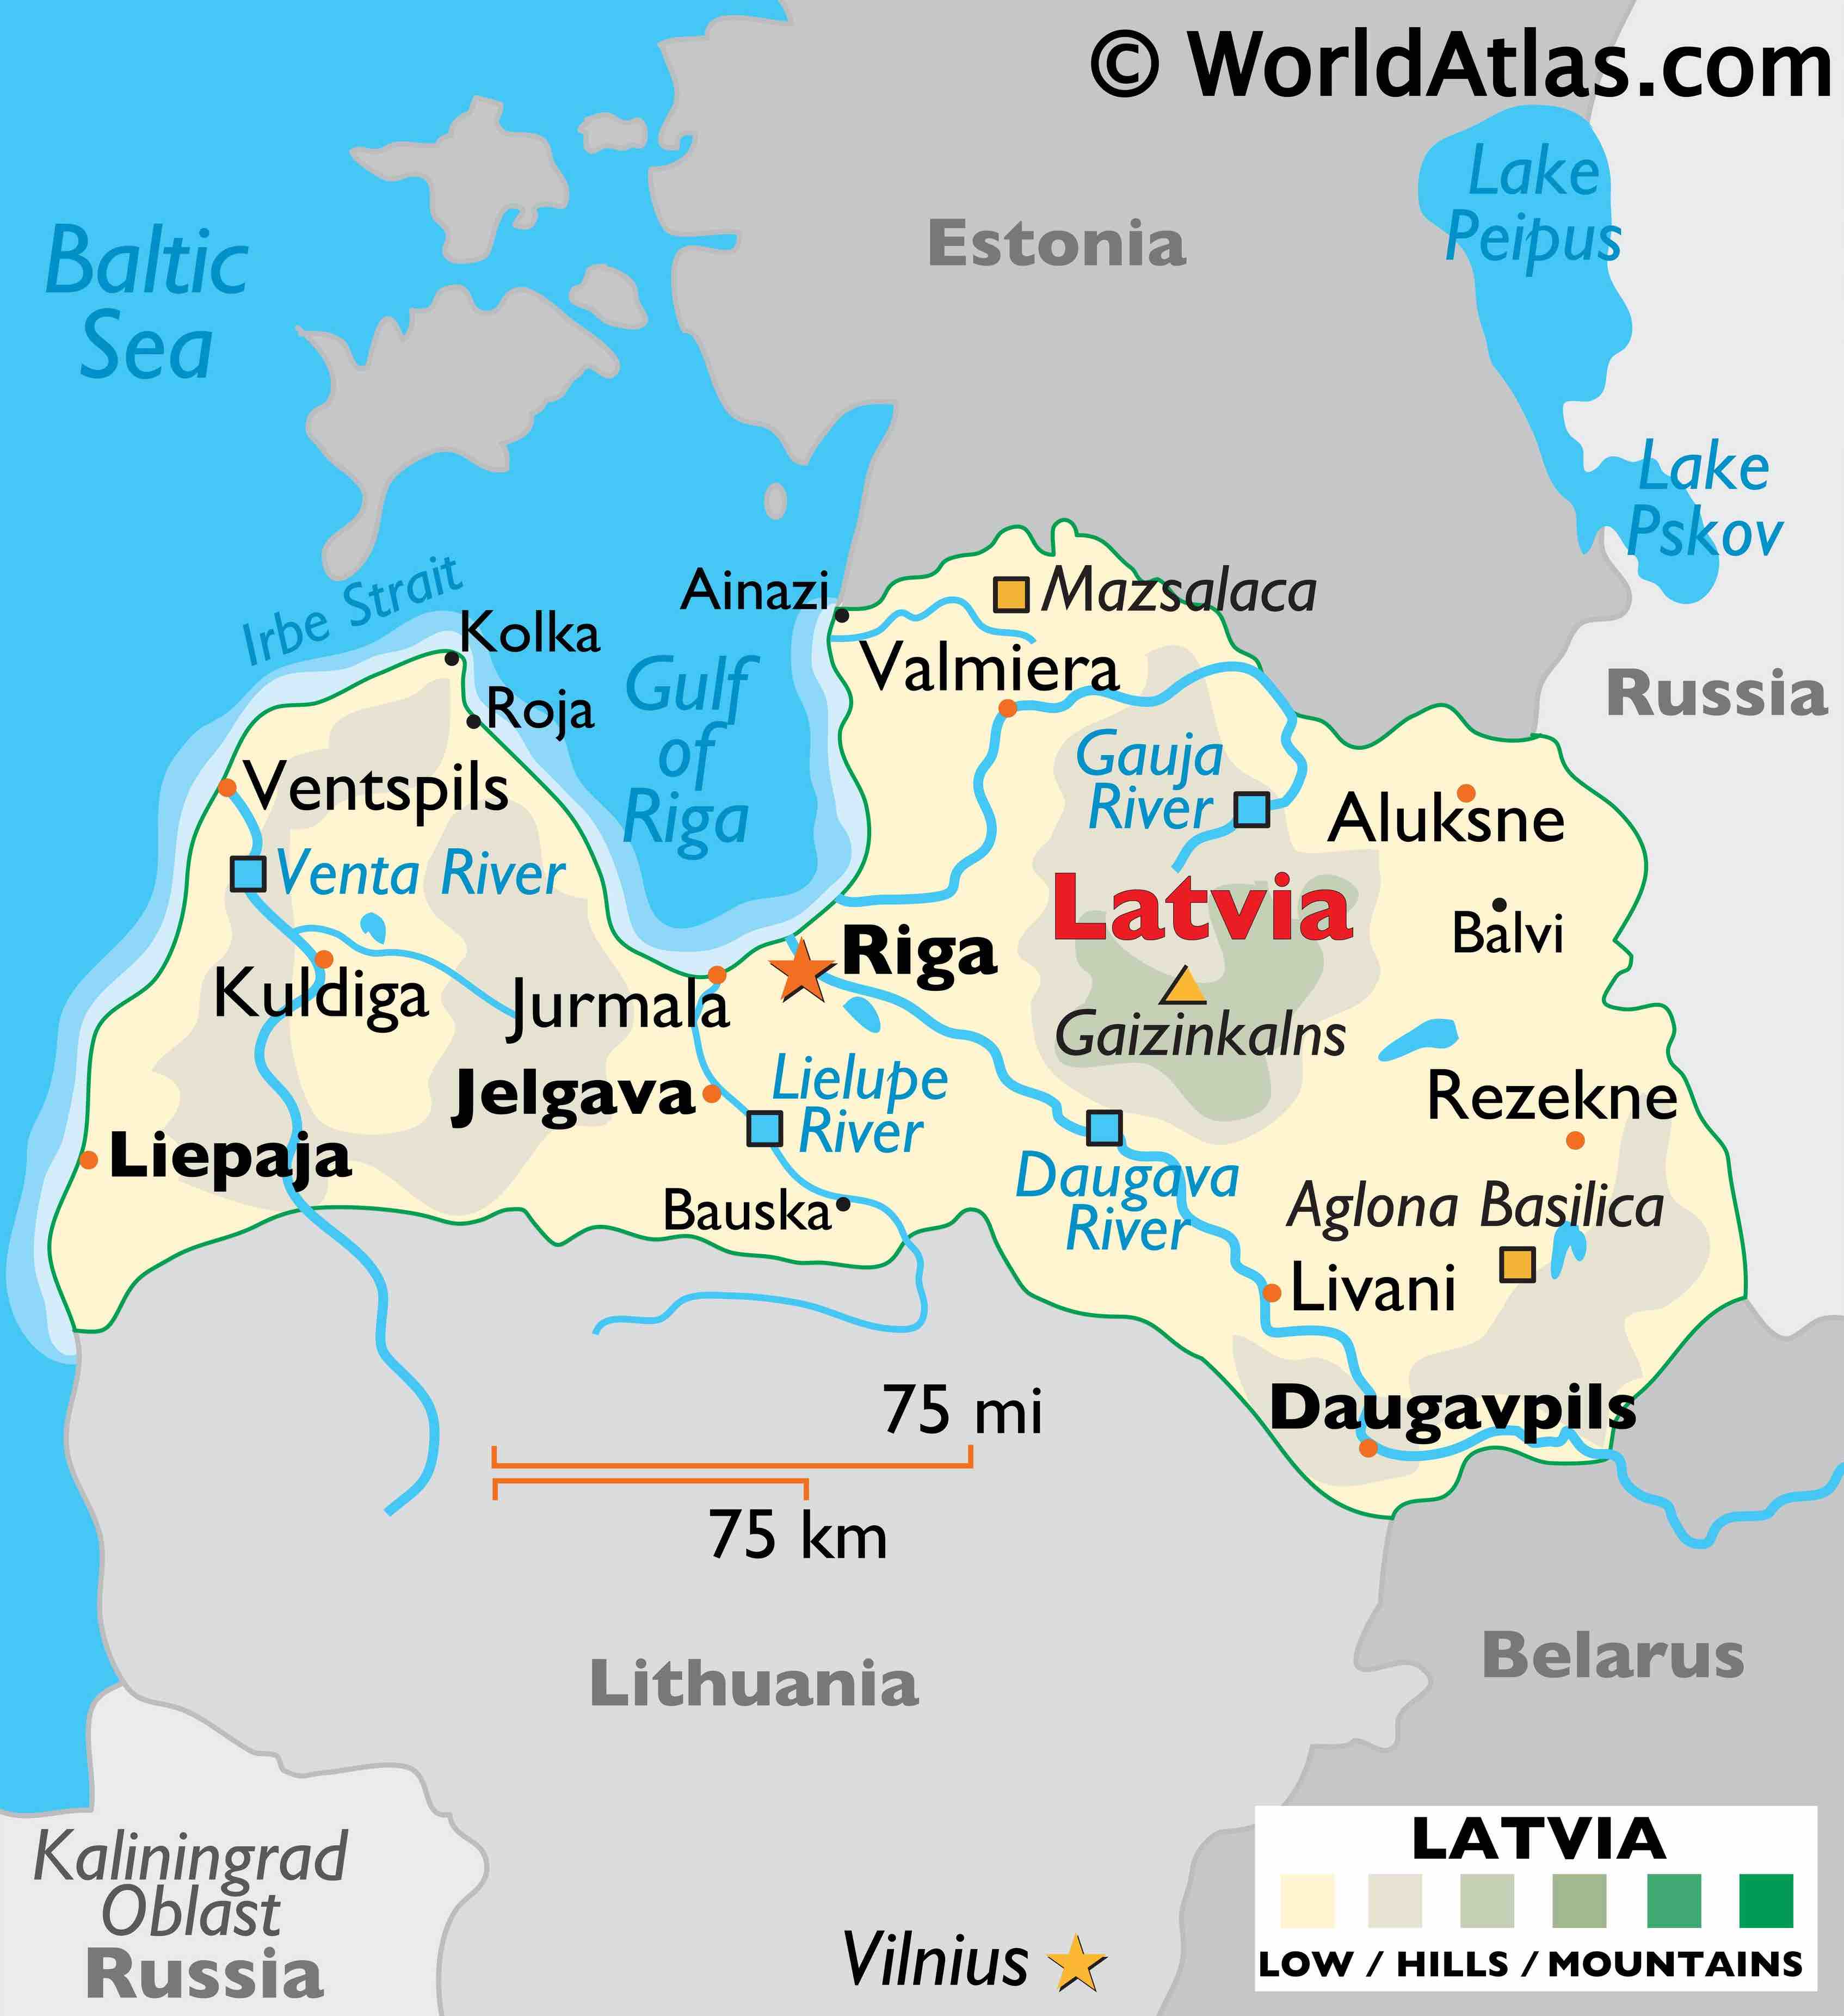 © WorldAtlas.com
Lake
Peipus
Baltic
Sea
Estonia
Lake
Pskov
Irbe Strait
Ainazi
Mazsalaca
Kolka
Valmiera
Roja
Gulf
of
Riga
Russia
Gauja
River
Ventspils
Aluksne
Venta River
Latvia
Balvi
Riga
Kuldiga
Jurmala
Gaizinkalns
Jelgava
Lielupe
River
Rezekne
Liepaja
Daugava
River
Bauska
Aglona Basilica
Livani
Daugavpils
75 mi
75 km
Lithuania
Belarus
Kaliningrad
Oblast
Russia
Vilnius
LATVIA
LOW / HILLS / MOUNTAINS